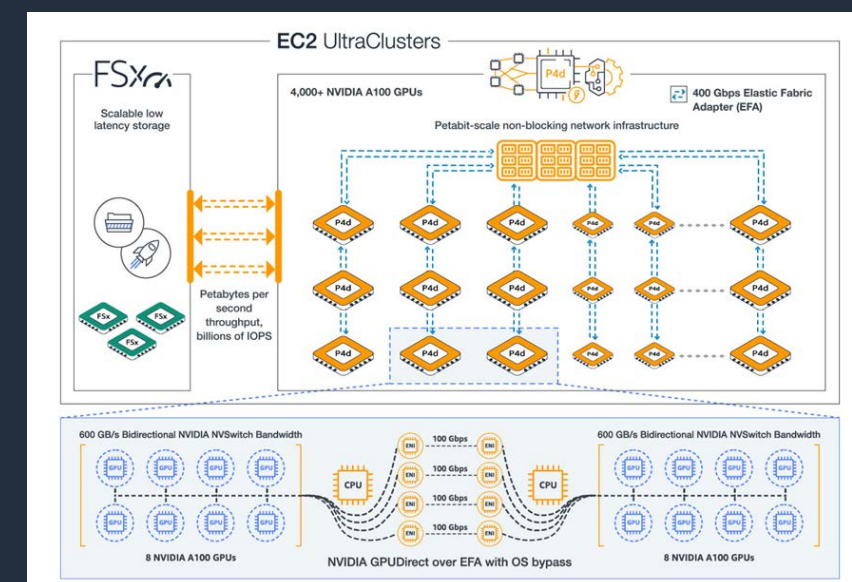 EC2 UltraClusters
FSx
Scalable low
latency storage
FSx
FSx
FSx
Petabytes per
second
throughput,
billions of IOPS
4,000+ NVIDIA A100 GPUs
P4d
400 Gbps Elastic Fabric
Adapter (EFA)
Petabit-scale non-blocking network infrastructure
P4d P4d P4d P4d P4d P4d
P4d P4d P4d P4d P4d P4d
P4d P4d P4d P4d P4d P4d
600 GB/s Bidirectional NVIDIA NVSwitch Bandwidth
GPU GPU GPU GPU
GPU GPU GPU GPU
8 NVIDIA A100 GPUs
CPU
ENI 100 Gbps ENI
ENI 100 Gbps ENI
ENI 100 Gbps ENI
ENI 100 Gbps ENI
CPU
NVIDIA GPUDirect over EFA with OS bypass
600 GB/s Bidirectional NVIDIA NVSwitch Bandwidth
GPU GPU GPU GPU
GPU GPU GPU GPU
8 NVIDIA A100 GPUs